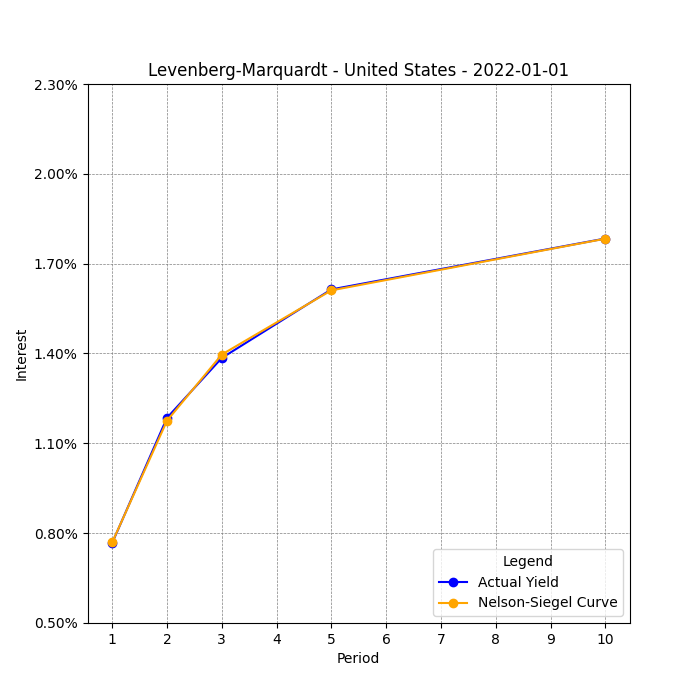 Levenberg-Marquardt - United States - 2022-01-01
2.30%
2.00%
1.70%
1.40%
1.10%
0.80%
0.50%
Interest
1 2 3 4 5 6 7 8 9 10
Period
Legend
Actual Yield
Nelson-Siegel Curve